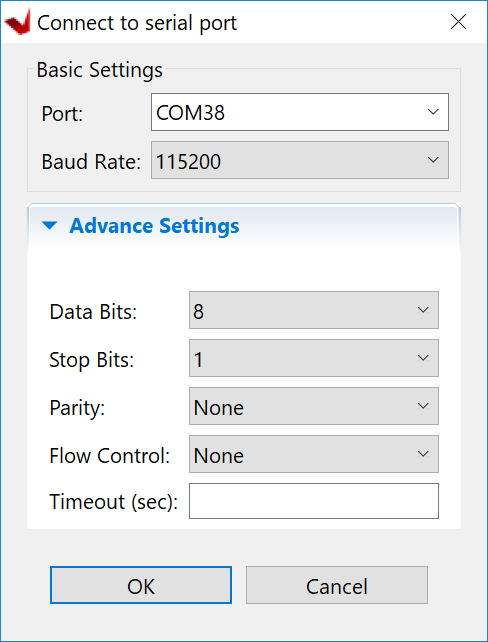 Connect to serial port
Basic Settings
Port: COM38
Baud Rate: 115200
Advance Settings
Data Bits: 8
Stop Bits: 1
Parity: None
Flow Control: None
Timeout (sec):
OK Cancel